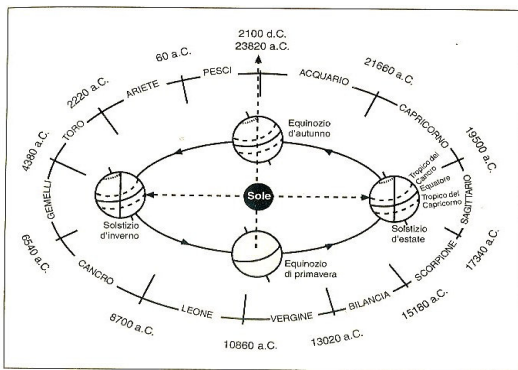 2100 d.C.
23820 a.C.
60 a.C.
PESCI
ACQUARIO
21660 a.C.
2220 a.C.
ARIETE
CAPRICORNO
TORO
Equinozio
d'autunno
4380 a.C.
19500 a.C.
GEMELLI
Sole
Tropico del
Cancro
Equatore
Tropico del
Capricorno
SAGITTARIO
Solstizio
d'inverno
Solstizio
d'estate
6540 a.C.
17340 a.C.
CANCRO
Equinozio
di primavera
SCORPIONE
8700 a.C.
LEONE
VERGINE
BILANCIA
15180 a.C.
10860 a.C.
13020 a.C.